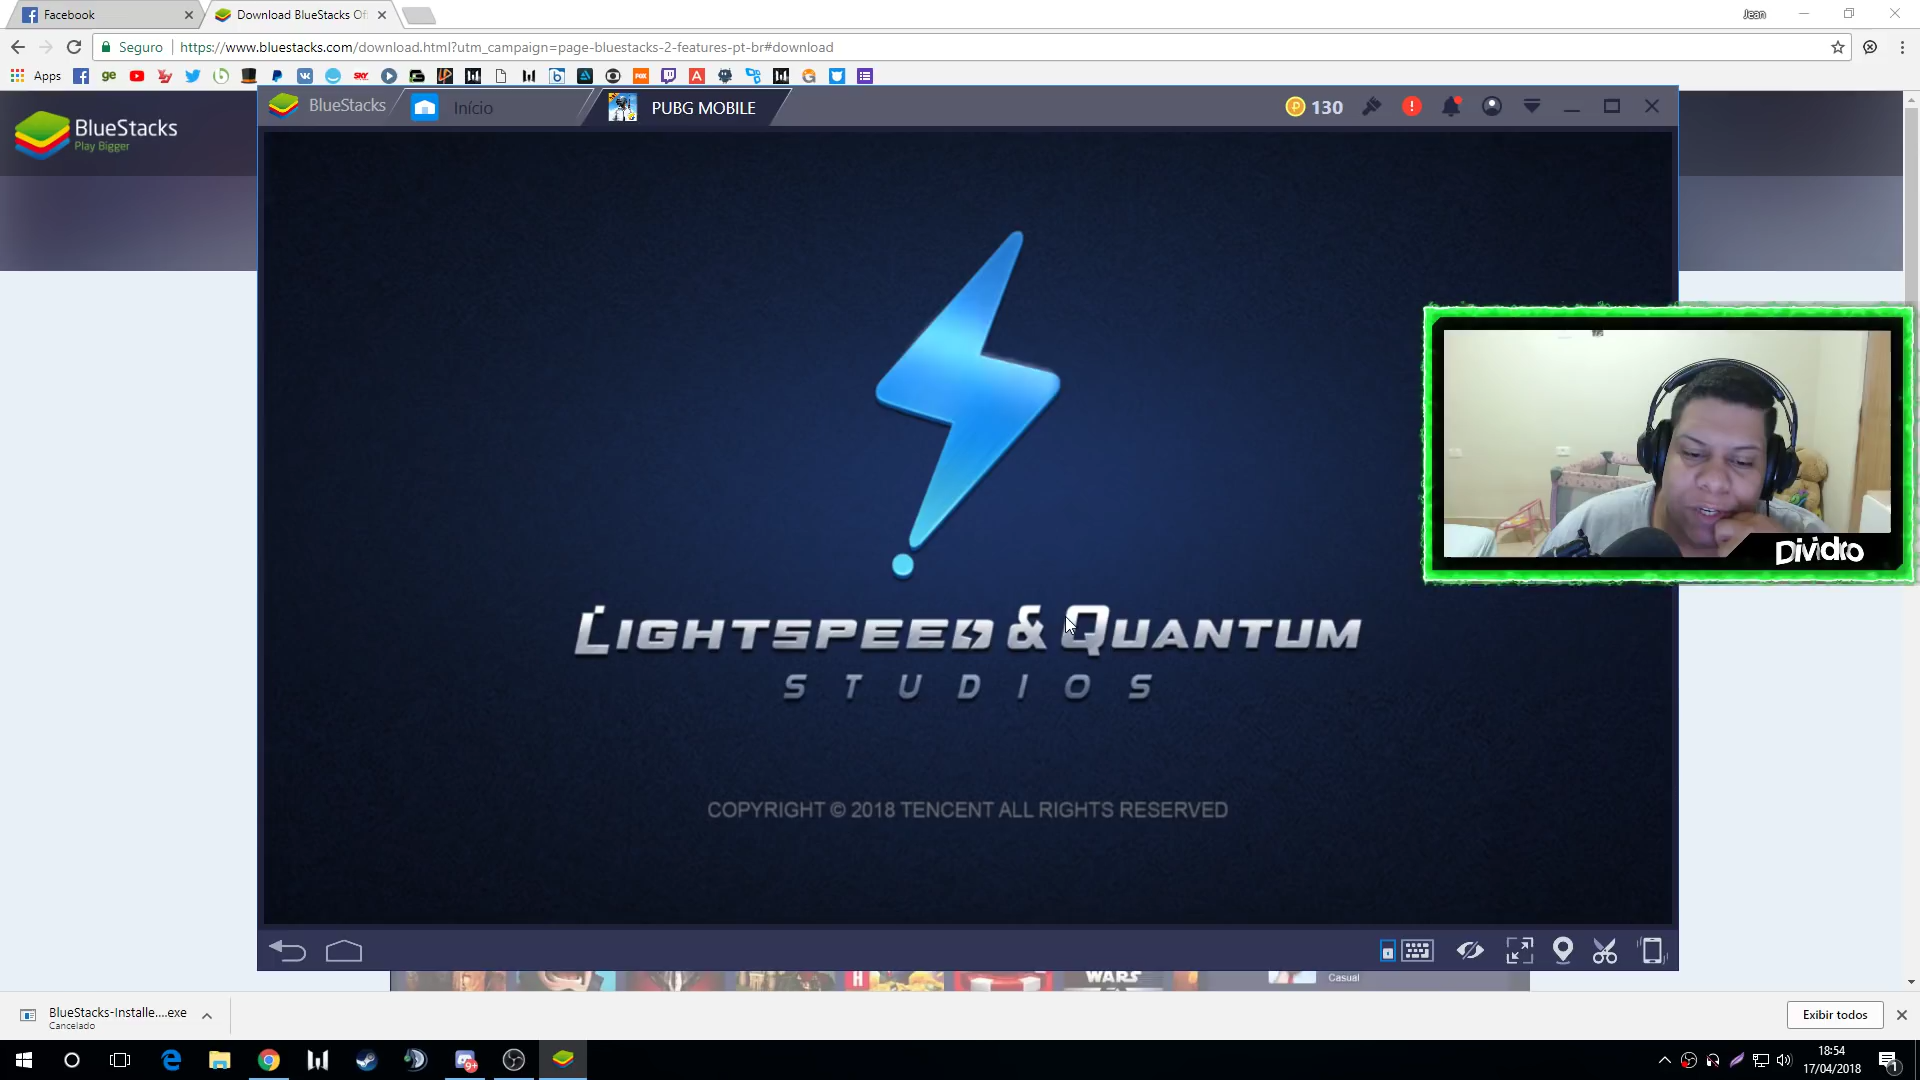 Facebook
Download BlueStacks Of
Jean
Seguro
https://www.bluestacks.com/download.html?utm_campaign=page-bluestacks-2-features-pt-br#download
Apps
BlueStacks
Play Bigger
BlueStacks
Início
PUBG MOBILE
130
LIGHTSPEED & QUANTUM
STUDIOS
COPYRIGHT © 2018 TENCENT ALL RIGHTS RESERVED
Dividro
WARS
Casual
BlueStacks-Installe....exe
Cancelado
Exibir todos
18:54
17/04/2018